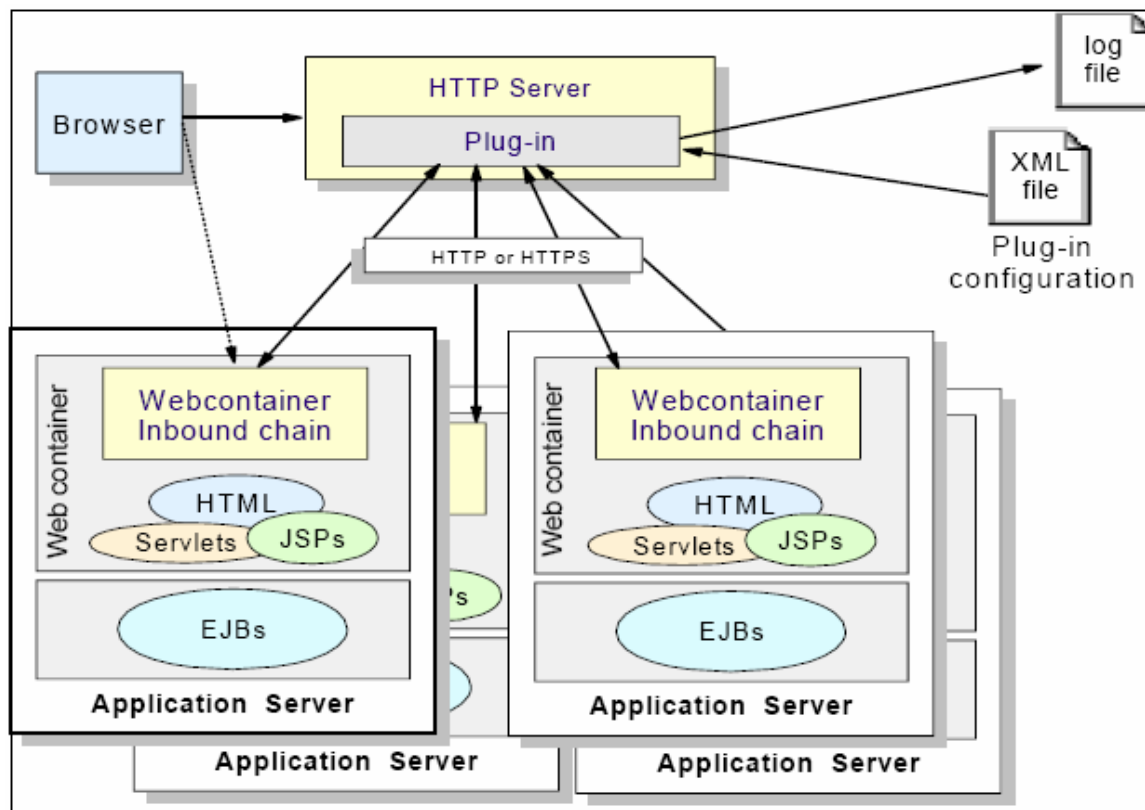 log
file
HTTP Server
Browser
Plug-in
XML
file
Plug-in
configuration
HTTP or HTTPS
Web container
Webcontainer
Inbound chain
HTML
Servlets
JSPs
EJBs
Application Server
Web container
Webcontainer
Inbound chain
HTML
Servlets
JSPs
EJBs
Application Server
Application Server
Application Server